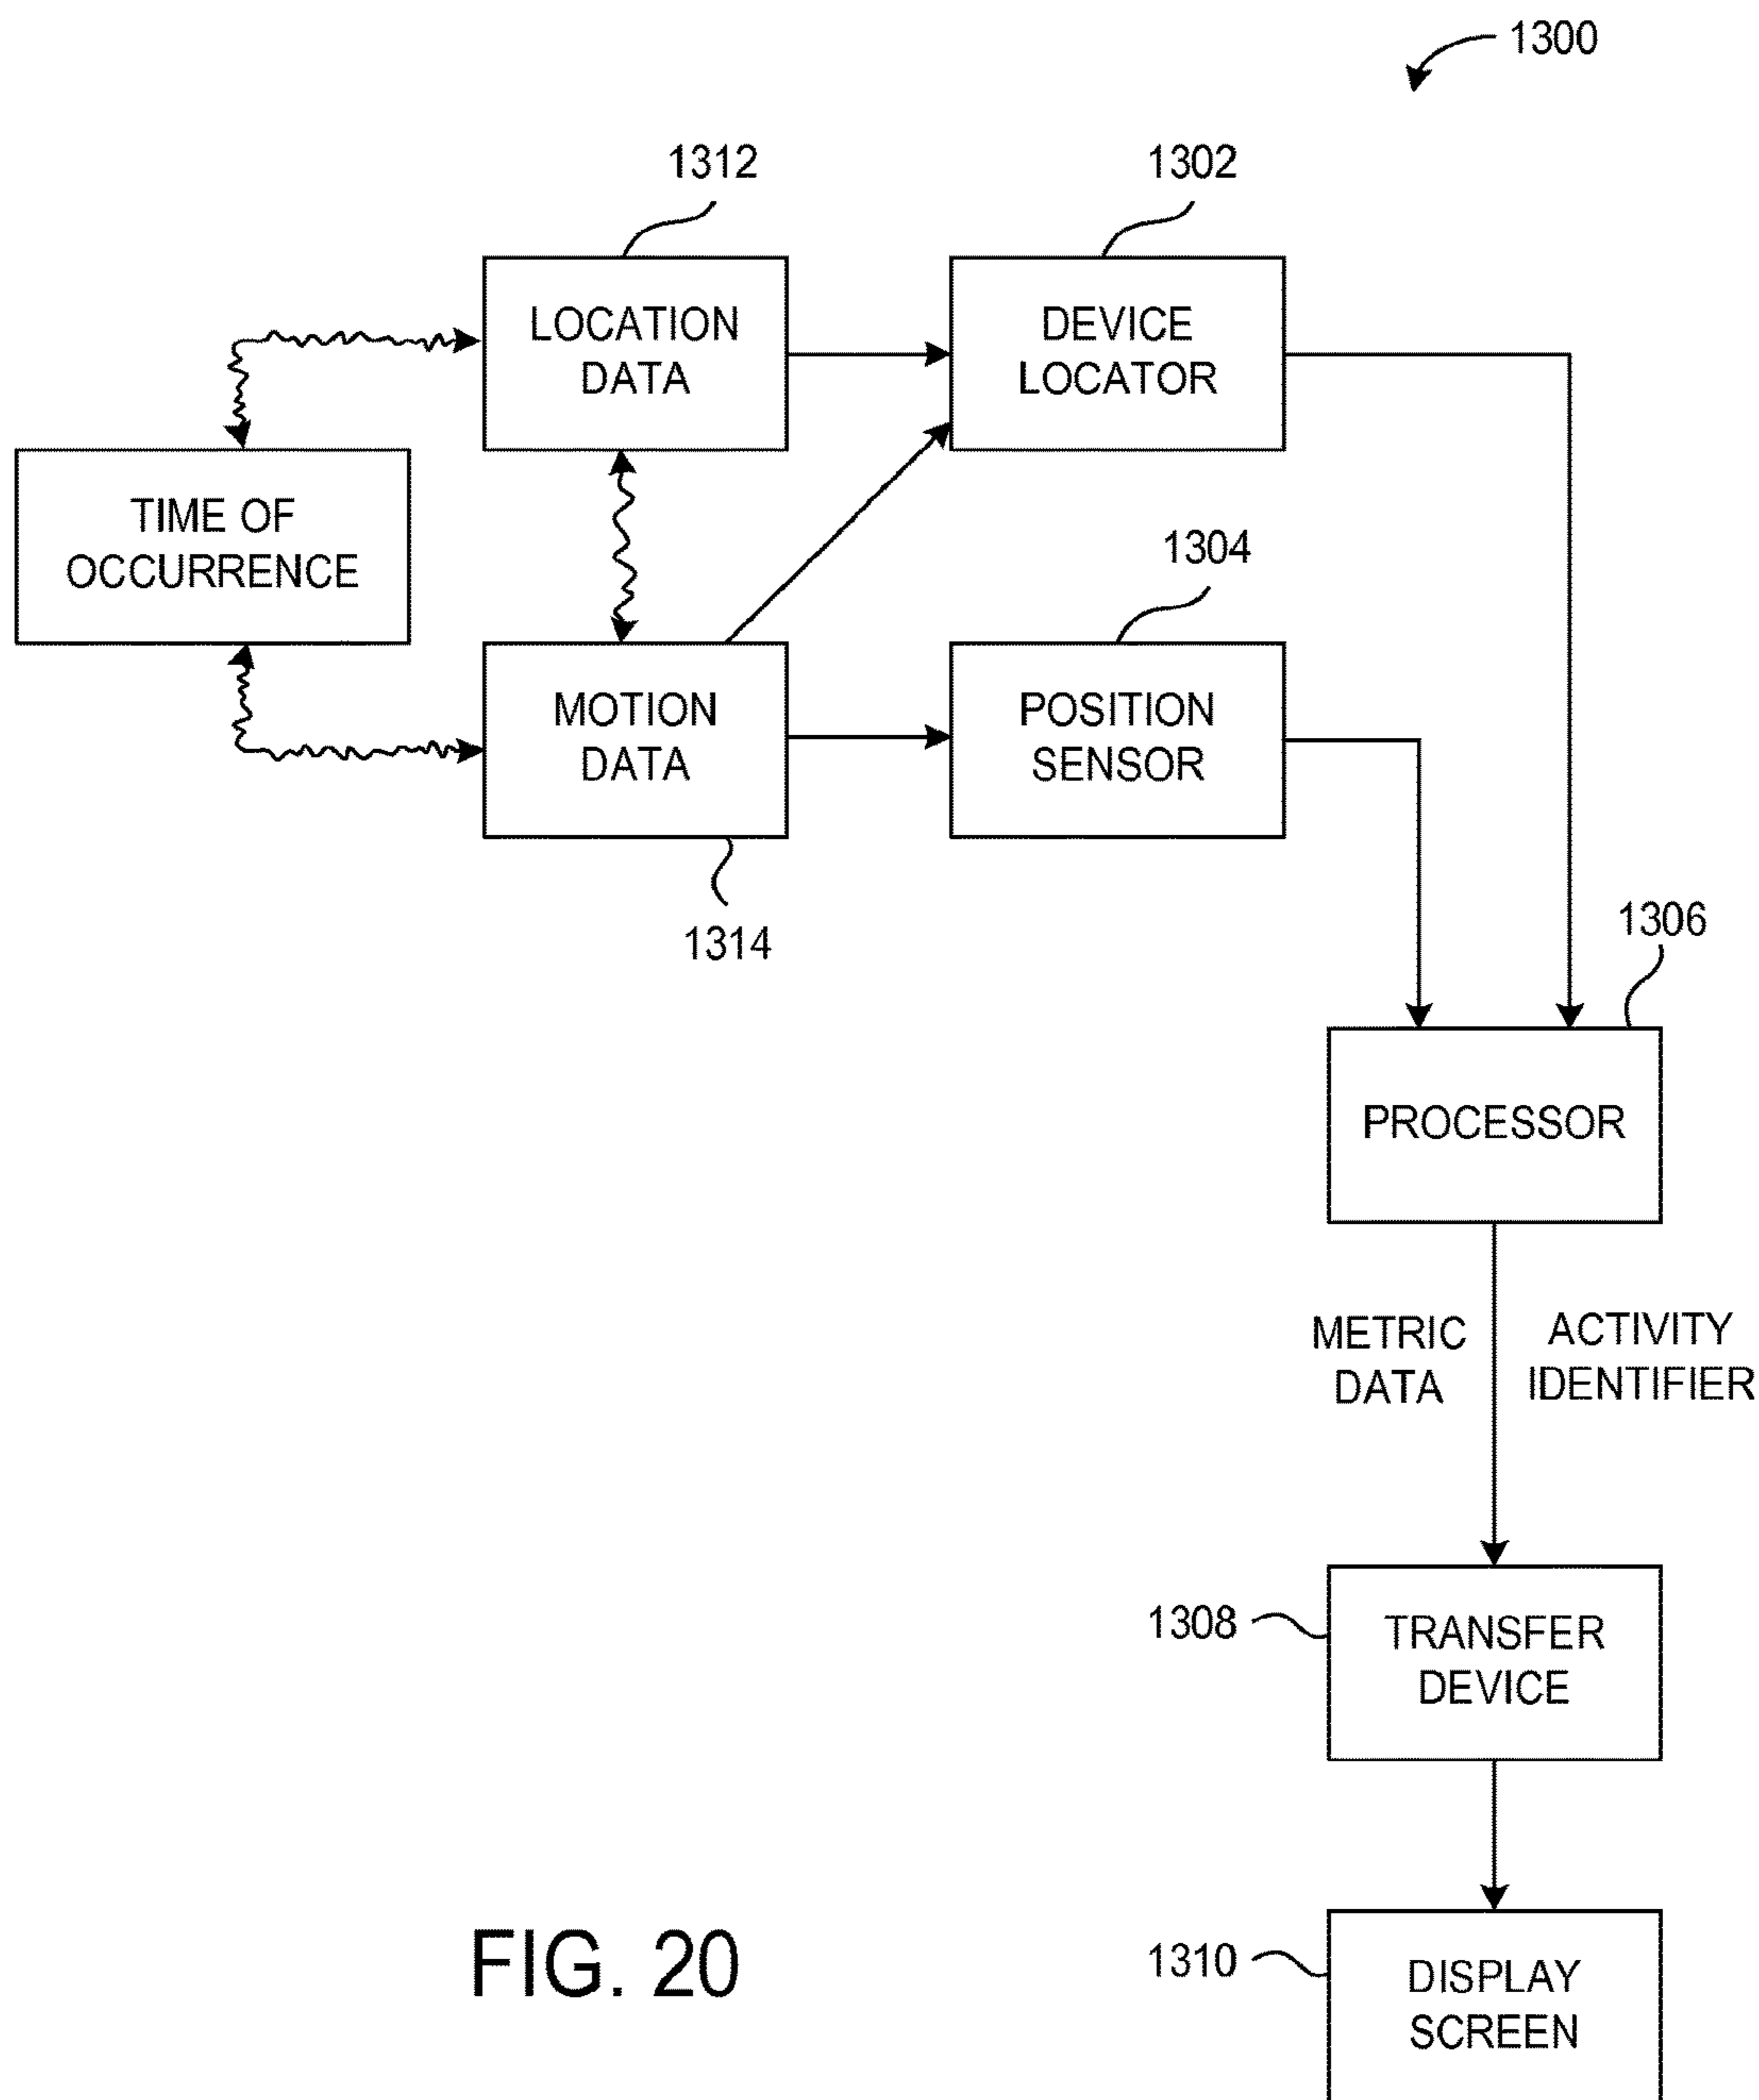 1300
1312
1302
LOCATION
DATA
DEVICE
LOCATOR
TIME OF
OCCURRENCE
1304
MOTION
DATA
POSITION
SENSOR
1314
1306
PROCESSOR
METRIC
DATA
ACTIVITY
IDENTIFIER
1308
TRANSFER
DEVICE
FIG. 20
1310
DISPLAY
SCREEN